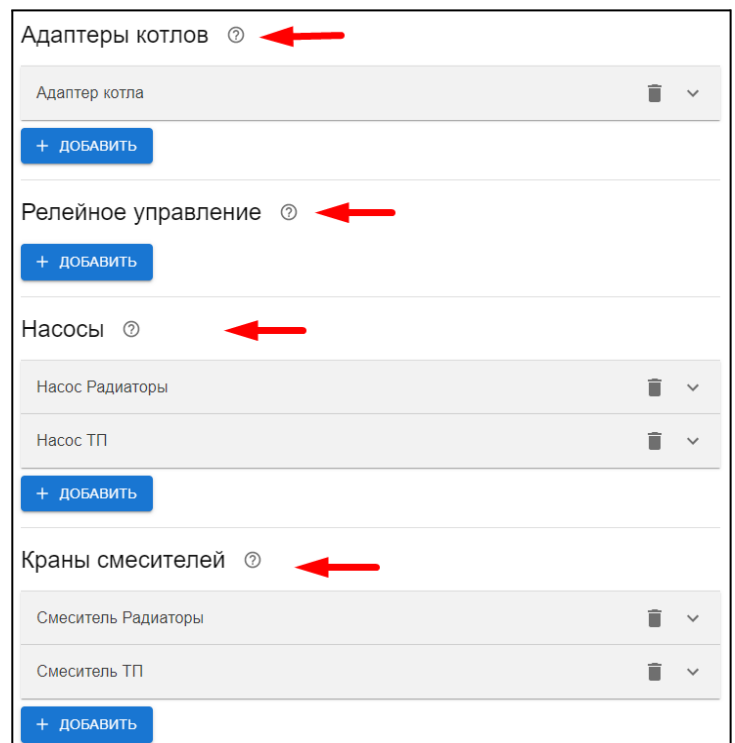 Адаптеры котлов
Адаптер котла
+ ДОБАВИТЬ
Релейное управление
+ ДОБАВИТЬ
Насосы
Насос Радиаторы
Насос ТП
+ ДОБАВИТЬ
Краны смесителей
Смеситель Радиаторы
Смеситель ТП
+ ДОБАВИТЬ